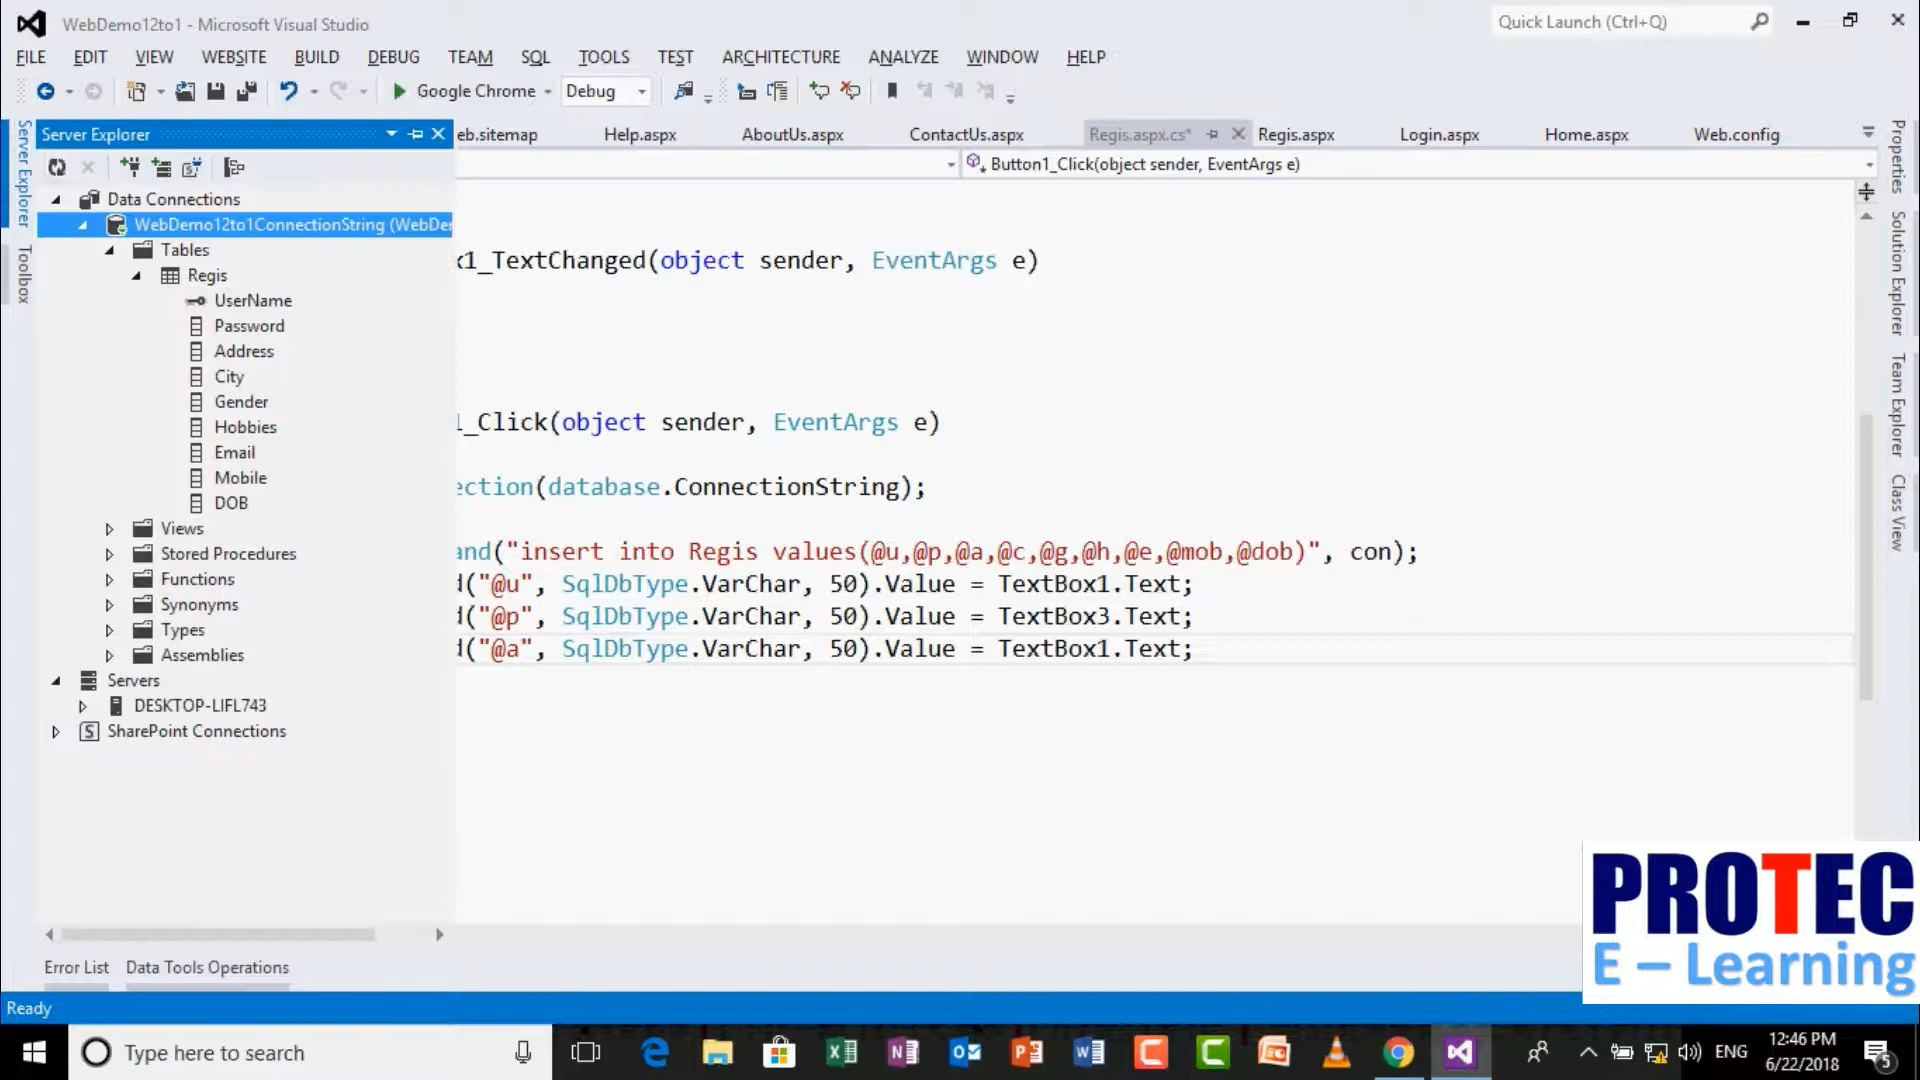 WebDemo12to1 - Microsoft Visual Studio
Quick Launch (Ctrl+Q)
FILE EDIT VIEW WEBSITE BUILD DEBUG TEAM SQL TOOLS TEST ARCHITECTURE ANALYZE WINDOW HELP
Google Chrome Debug
Server Explorer
eb.sitemap Help.aspx AboutUs.aspx ContactUs.aspx Regis.aspx.cs* Regis.aspx Login.aspx Home.aspx Web.config
Button1_Click(object sender, EventArgs e)
Server Explorer
Toolbox
Data Connections
WebDemo12to1ConnectionString (WebDer
Tables
Regis
UserName
Password
Address
City
Gender
Hobbies
Email
Mobile
DOB
Views
Stored Procedures
Functions
Synonyms
Types
Assemblies
Servers
DESKTOP-LIFL743
SharePoint Connections
x1_TextChanged(object sender, EventArgs e)
1_Click(object sender, EventArgs e)
ection(database.ConnectionString);
and("insert into Regis values(@u,@p,@a,@c,@g,@h,@e,@mob,@dob)", con);
d("@u", SqlDbType.VarChar, 50).Value = TextBox1.Text;
d("@p", SqlDbType.VarChar, 50).Value = TextBox3.Text;
d("@a", SqlDbType.VarChar, 50).Value = TextBox1.Text;
Properties
Solution Explorer
Team Explorer
Class View
PROTEC
E – Learning
Error List Data Tools Operations
Ready
Type here to search
ENG
12:46 PM
6/22/2018
5